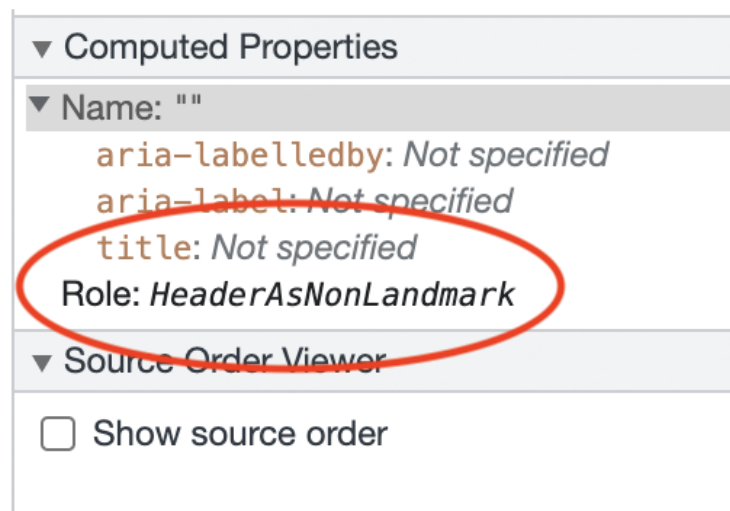 ▼ Computed Properties
▼ Name: ""
aria-labelledby: Not specified
aria-label: Not specified
title: Not specified
Role: HeaderAsNonLandmark
▼ Source Order Viewer
Show source order